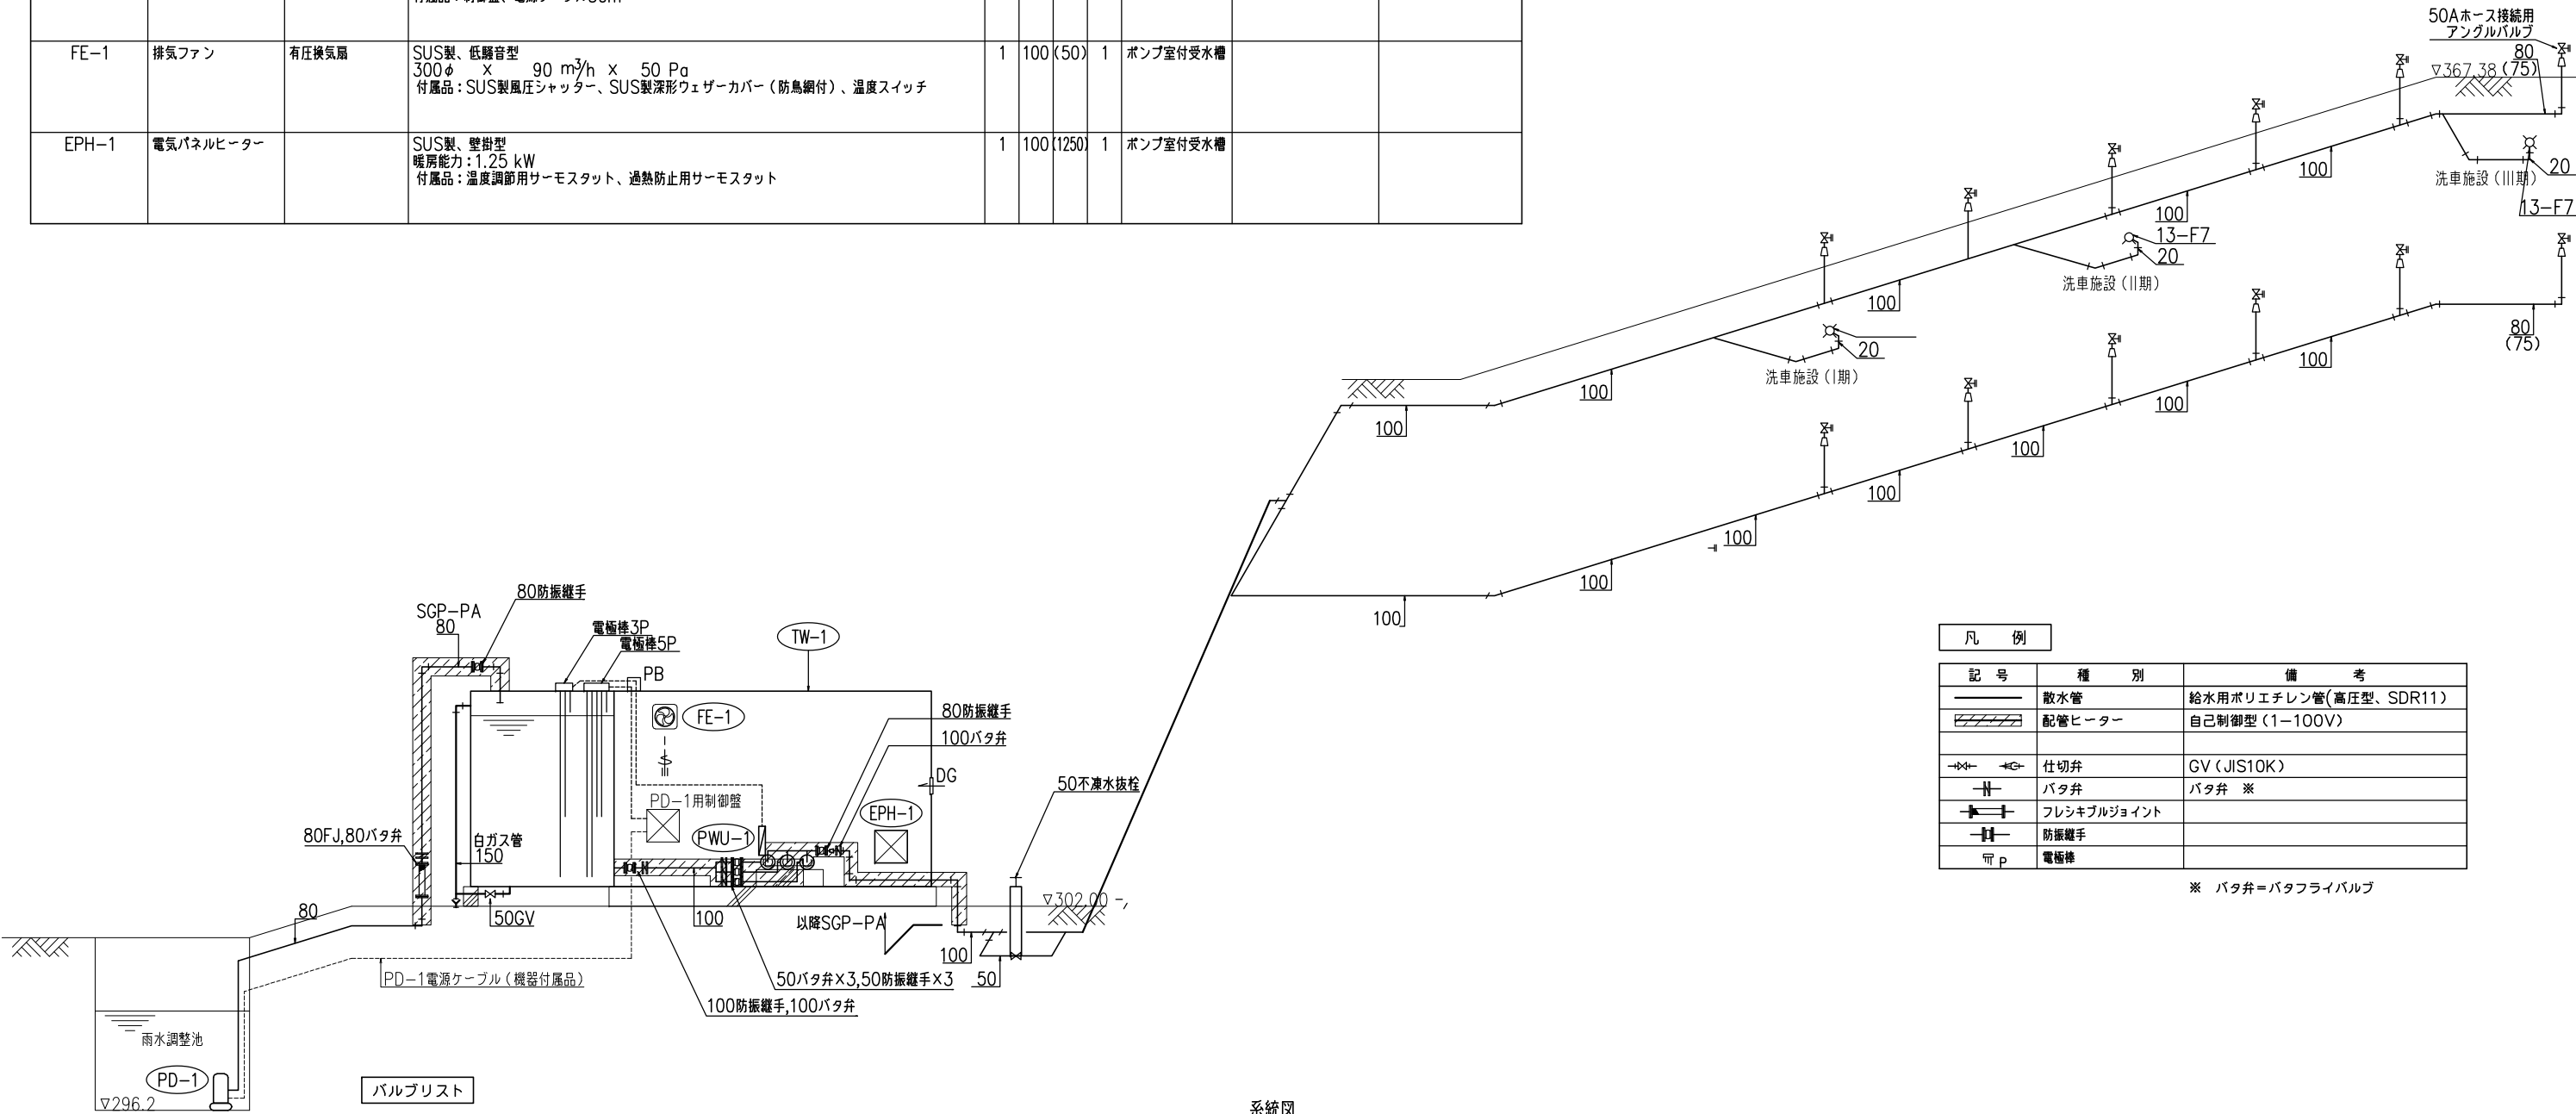 FE-1 排気ファン 有圧換気扇 SUS製、低騒音型 1 100 (50) 1 ポンプ室付受水槽
300φ x 90 m³/h x 50 Pa
付属品：SUS製風圧シャッター、SUS製深形ウェザーカバー（防鳥網付）、温度スイッチ
EPH-1 電気パネルヒーター SUS製、壁掛型 1 100 (1250) 1 ポンプ室付受水槽
暖房能力：1.25 kW
付属品：温度調節用サーモスタット、過熱防止用サーモスタット
50Aホース接続用
アングルバルブ
80
(75)
▽367.38
20
洗車施設（III期）
13-F7
100
100
13-F7
20
洗車施設（II期）
100
20
洗車施設（I期）
100
100
80
(75)
100
100
100
100
100
100
100
80防振継手
SGP-PA
80
電極棒3P
電極棒5P
PB
TW-1
FE-1
80防振継手
100バタ弁
DG
50不凍水抜栓
PD-1用制御盤
EPH-1
PWU-1
80FJ,80バタ弁
白ガス管
150
▽302.00
80
50GV
100
以降SGP-PA
100
50
PD-1電源ケーブル（機器付属品）
50バタ弁×3,50防振継手×3
100防振継手,100バタ弁
雨水調整池
PD-1
▽296.2
バルブリスト
系統図
凡 例
記 号 種 別 備 考
散水管 給水用ポリエチレン管(高圧型、SDR11)
配管ヒーター 自己制御型（1-100V）
仕切弁 GV（JIS10K）
バタ弁 バタ弁 ※
フレシキブルジョイント
防振継手
P 電極棒
※ バタ弁=バタフライバルブ